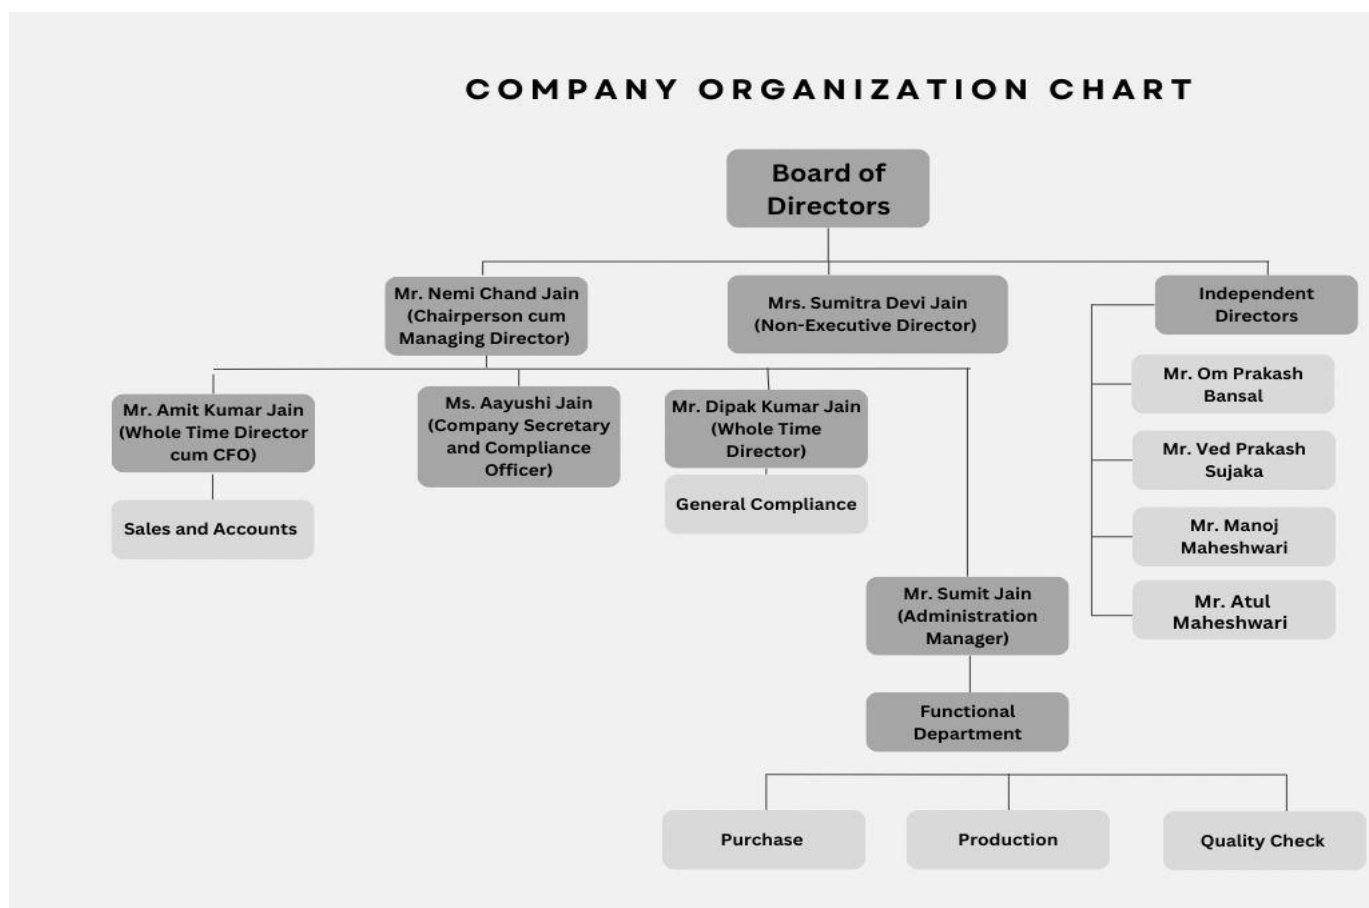 COMPANY ORGANIZATION CHART
Board of
Directors
Mr. Nemi Chand Jain
(Chairperson cum
Managing Director)
Mrs. Sumitra Devi Jain
(Non-Executive Director)
Independent
Directors
Mr. Om Prakash
Bansal
Mr. Ved Prakash
Sujaka
Mr. Manoj
Maheshwari
Mr. Atul
Maheshwari
Mr. Amit Kumar Jain
(Whole Time Director
cum CFO)
Sales and Accounts
Ms. Aayushi Jain
(Company Secretary
and Compliance
Officer)
Mr. Dipak Kumar Jain
(Whole Time
Director)
General Compliance
Mr. Sumit Jain
(Administration
Manager)
Functional
Department
Purchase
Production
Quality Check